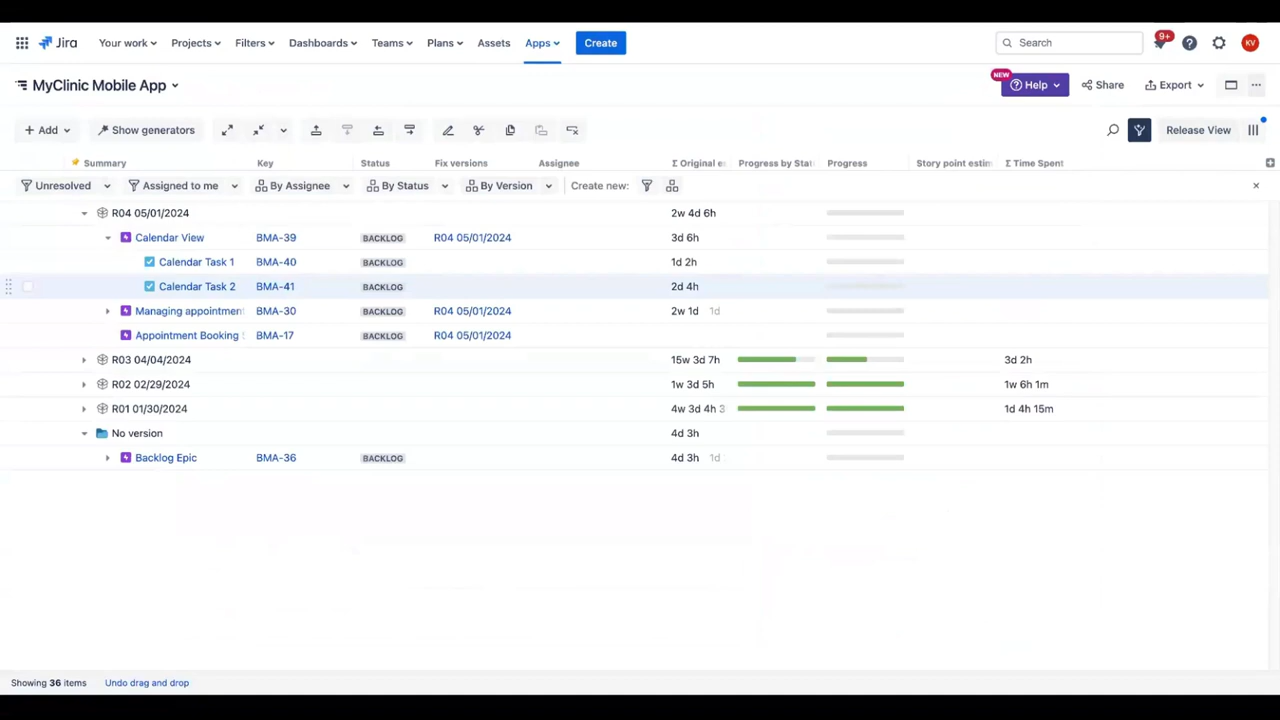 Jira Your work Projects Filters Dashboards Teams Plans Assets Apps Create Search 9+ KV
MyClinic Mobile App NEW Help Share Export
Add Show generators Release View
Summary Key Status Fix versions Assignee Σ Original e Progress by Stat Progress Story point estim Σ Time Spent
Unresolved Assigned to me By Assignee By Status By Version Create new:
R04 05/01/2024 2w 4d 6h
Calendar View BMA-39 BACKLOG R04 05/01/2024 3d 6h
Calendar Task 1 BMA-40 BACKLOG 1d 2h
Calendar Task 2 BMA-41 BACKLOG 2d 4h
Managing appointmen BMA-30 BACKLOG R04 05/01/2024 2w 1d 1d
Appointment Booking BMA-17 BACKLOG R04 05/01/2024
R03 04/04/2024 15w 3d 7h 3d 2h
R02 02/29/2024 1w 3d 5h 1w 6h 1m
R01 01/30/2024 4w 3d 4h 3 1d 4h 15m
No version 4d 3h
Backlog Epic BMA-36 BACKLOG 4d 3h 1d
Showing 36 items Undo drag and drop